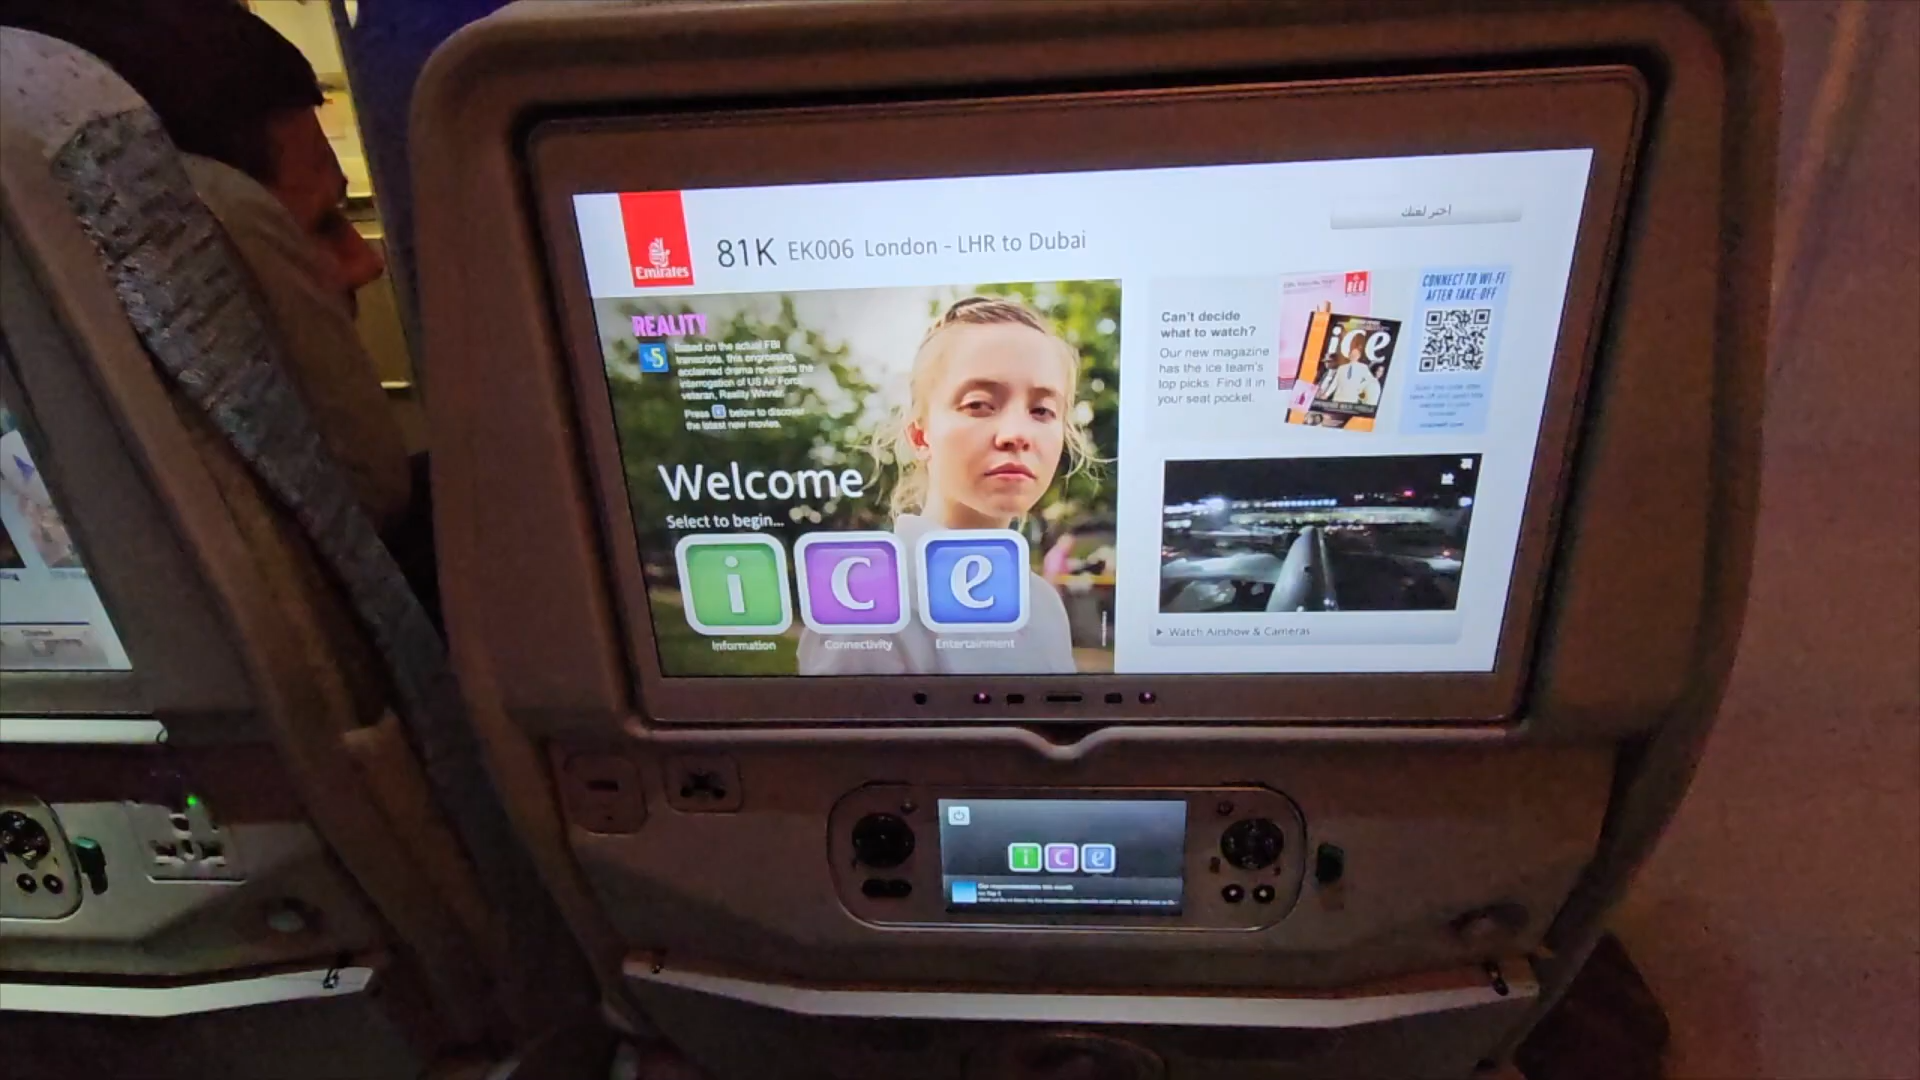 اختر لغتك
Emirates
81K EK006 London - LHR to Dubai
REALITY
Based on the actual FBI
transcripts, this engrossing,
acclaimed drama re-enacts the
interrogation of US Air Force
veteran, Reality Winner.
Press e below to discover
the latest new movies.
Welcome
Select to begin...
i c e
Information Connectivity Entertainment
Can't decide
what to watch?
Our new magazine
has the ice team's
top picks. Find it in
your seat pocket.
ice
CONNECT TO WI-FI
AFTER TAKE-OFF
Watch Airshow & Cameras
i c e